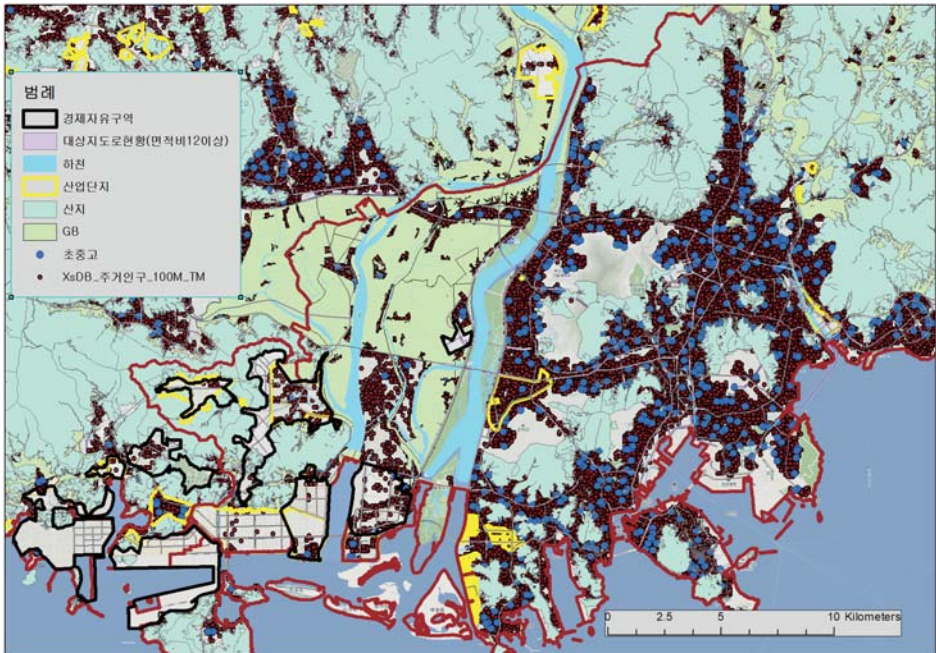 범례
경제자유구역
대상지도로현황(면적비12이상)
하천
산업단지
산지
GB
초중고
XsDB_주거인구_100M_TM
0 2.5 5 10 Kilometers